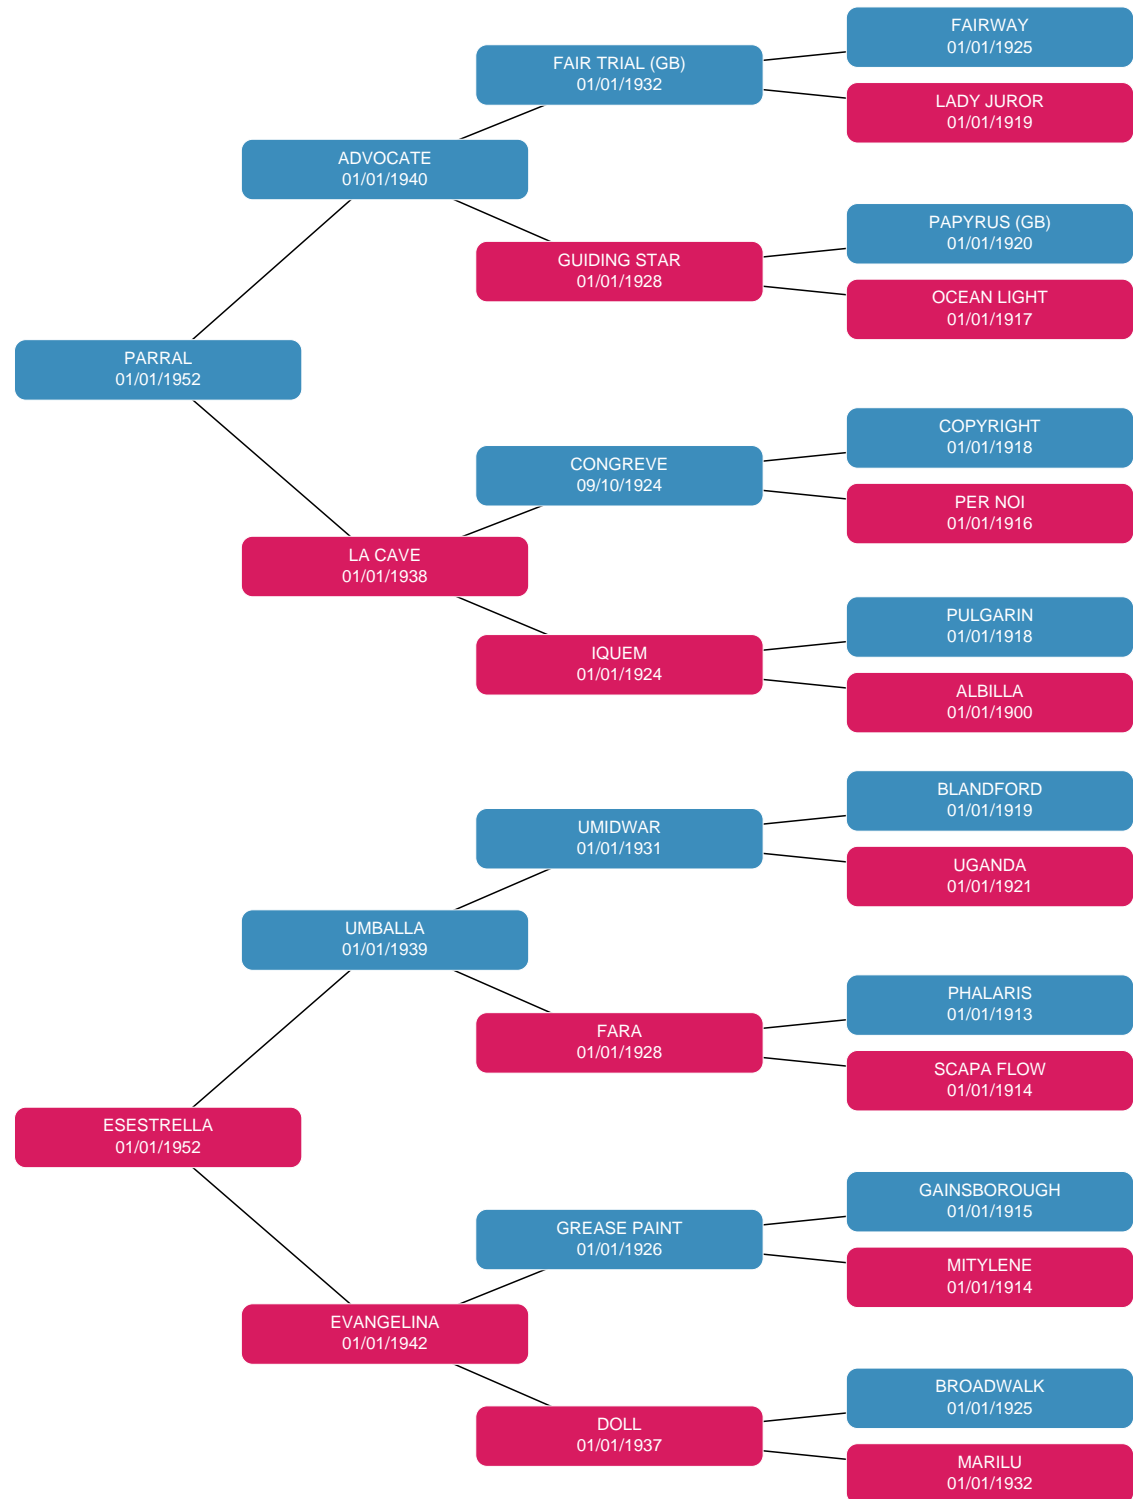 FAIRWAY
01/01/1925
FAIR TRIAL (GB)
01/01/1932
LADY JUROR
01/01/1919
ADVOCATE
01/01/1940
PAPYRUS (GB)
01/01/1920
GUIDING STAR
01/01/1928
OCEAN LIGHT
01/01/1917
PARRAL
01/01/1952
COPYRIGHT
01/01/1918
CONGREVE
09/10/1924
PER NOI
01/01/1916
LA CAVE
01/01/1938
PULGARIN
01/01/1918
IQUEM
01/01/1924
ALBILLA
01/01/1900
BLANDFORD
01/01/1919
UMIDWAR
01/01/1931
UGANDA
01/01/1921
UMBALLA
01/01/1939
PHALARIS
01/01/1913
FARA
01/01/1928
SCAPA FLOW
01/01/1914
ESESTRELLA
01/01/1952
GAINSBOROUGH
01/01/1915
GREASE PAINT
01/01/1926
MITYLENE
01/01/1914
EVANGELINA
01/01/1942
BROADWALK
01/01/1925
DOLL
01/01/1937
MARILU
01/01/1932